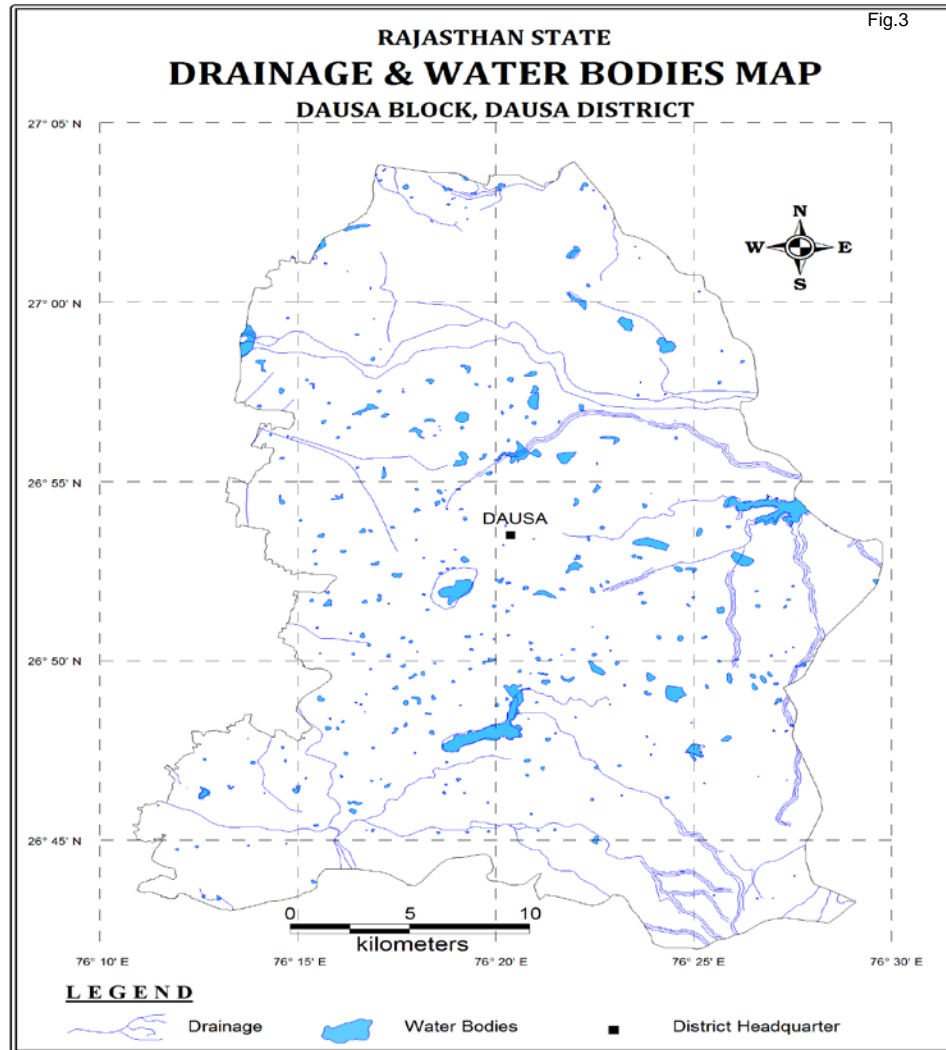 Fig.3
RAJASTHAN STATE
DRAINAGE & WATER BODIES MAP
DAUSA BLOCK, DAUSA DISTRICT
27° 05' N
N
W E
S
27° 00' N
26° 55' N
DAUSA
26° 50' N
26° 45' N
0 5 10
kilometers
76° 10' E 76° 15' E 76° 20' E 76° 25' E 76° 30' E
LEGEND
Drainage Water Bodies District Headquarter